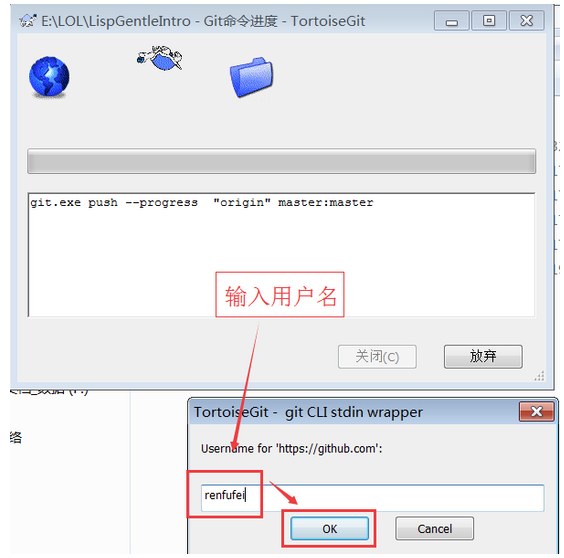 E:\LOL\LispGentleIntro - Git命令进度 - TortoiseGit
git.exe push --progress  "origin" master:master
输入用户名
关闭(C)
放弃
络
TortoiseGit -  git CLI stdin wrapper
Username for 'https://github.com':
renfufei
OK
Cancel